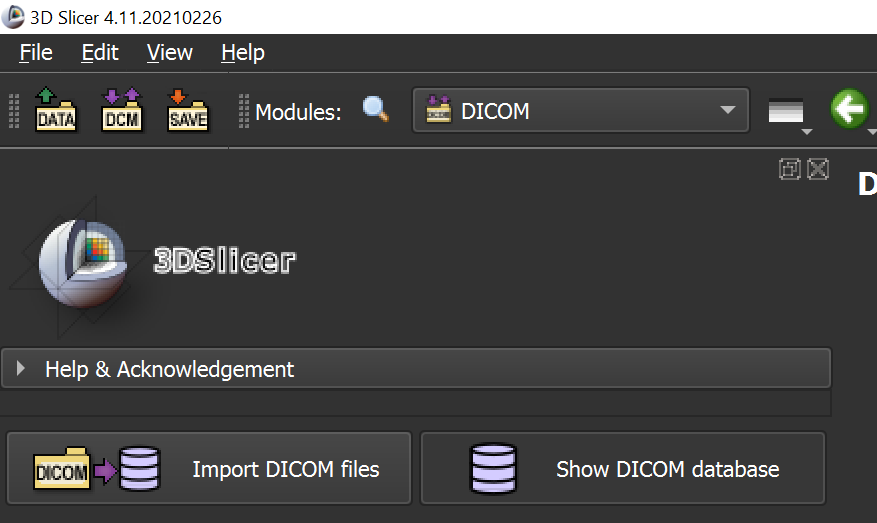 3D Slicer 4.11.20210226
File Edit View Help
DATA DCM SAVE Modules: DICOM
D
3DSlicer
Help & Acknowledgement
DICOM Import DICOM files Show DICOM database